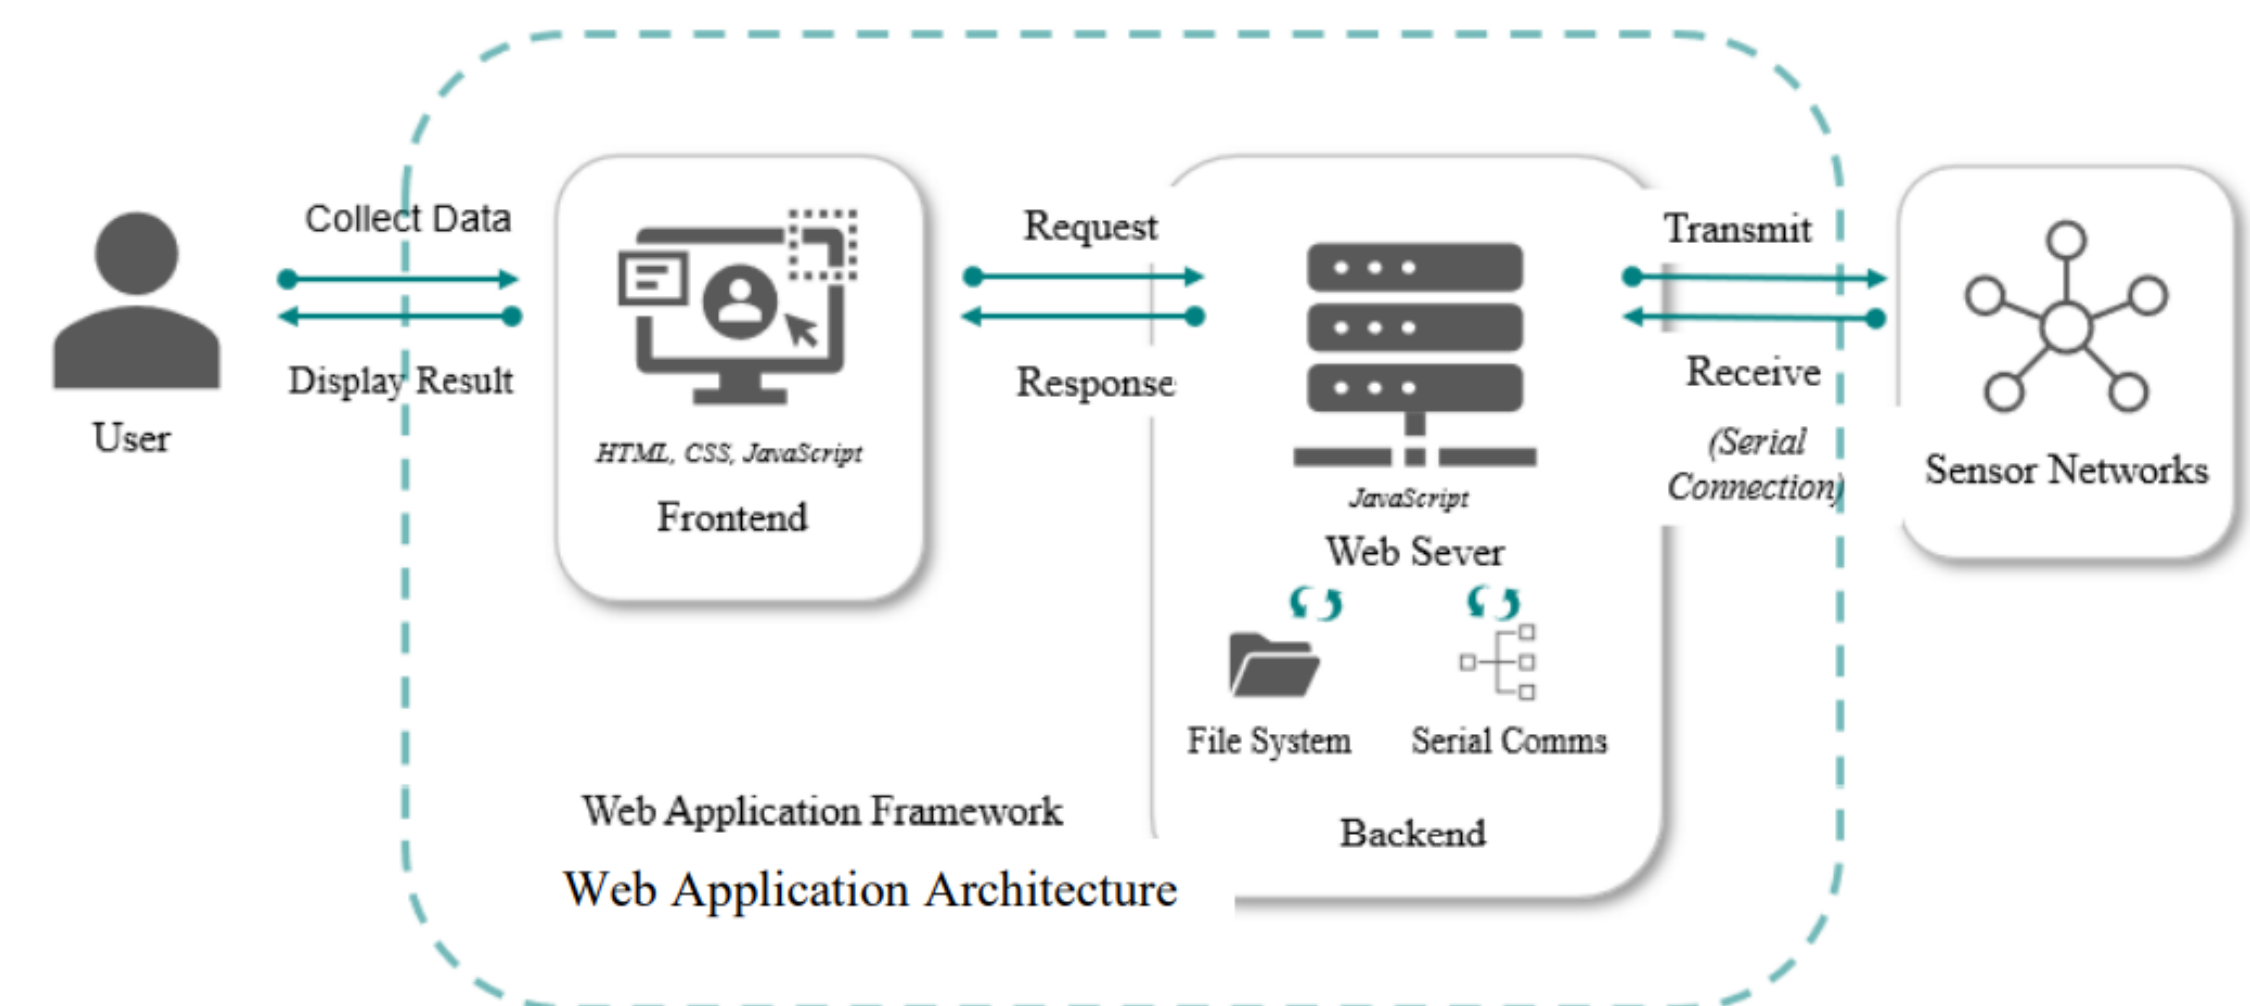 Collect Data
Display Result
User
HTML, CSS, JavaScript
Frontend
Request
Response
JavaScript
Web Sever
File System
Serial Comms
Backend
Transmit
Receive
(Serial
Connection)
Sensor Networks
Web Application Framework
Web Application Architecture